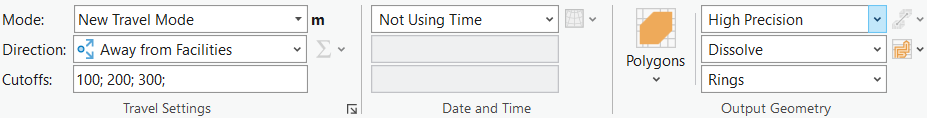 Mode: New Travel Mode m
Direction: Away from Facilities
Cutoffs: 100; 200; 300;
Travel Settings
Not Using Time
Date and Time
Polygons
High Precision
Dissolve
Rings
Output Geometry